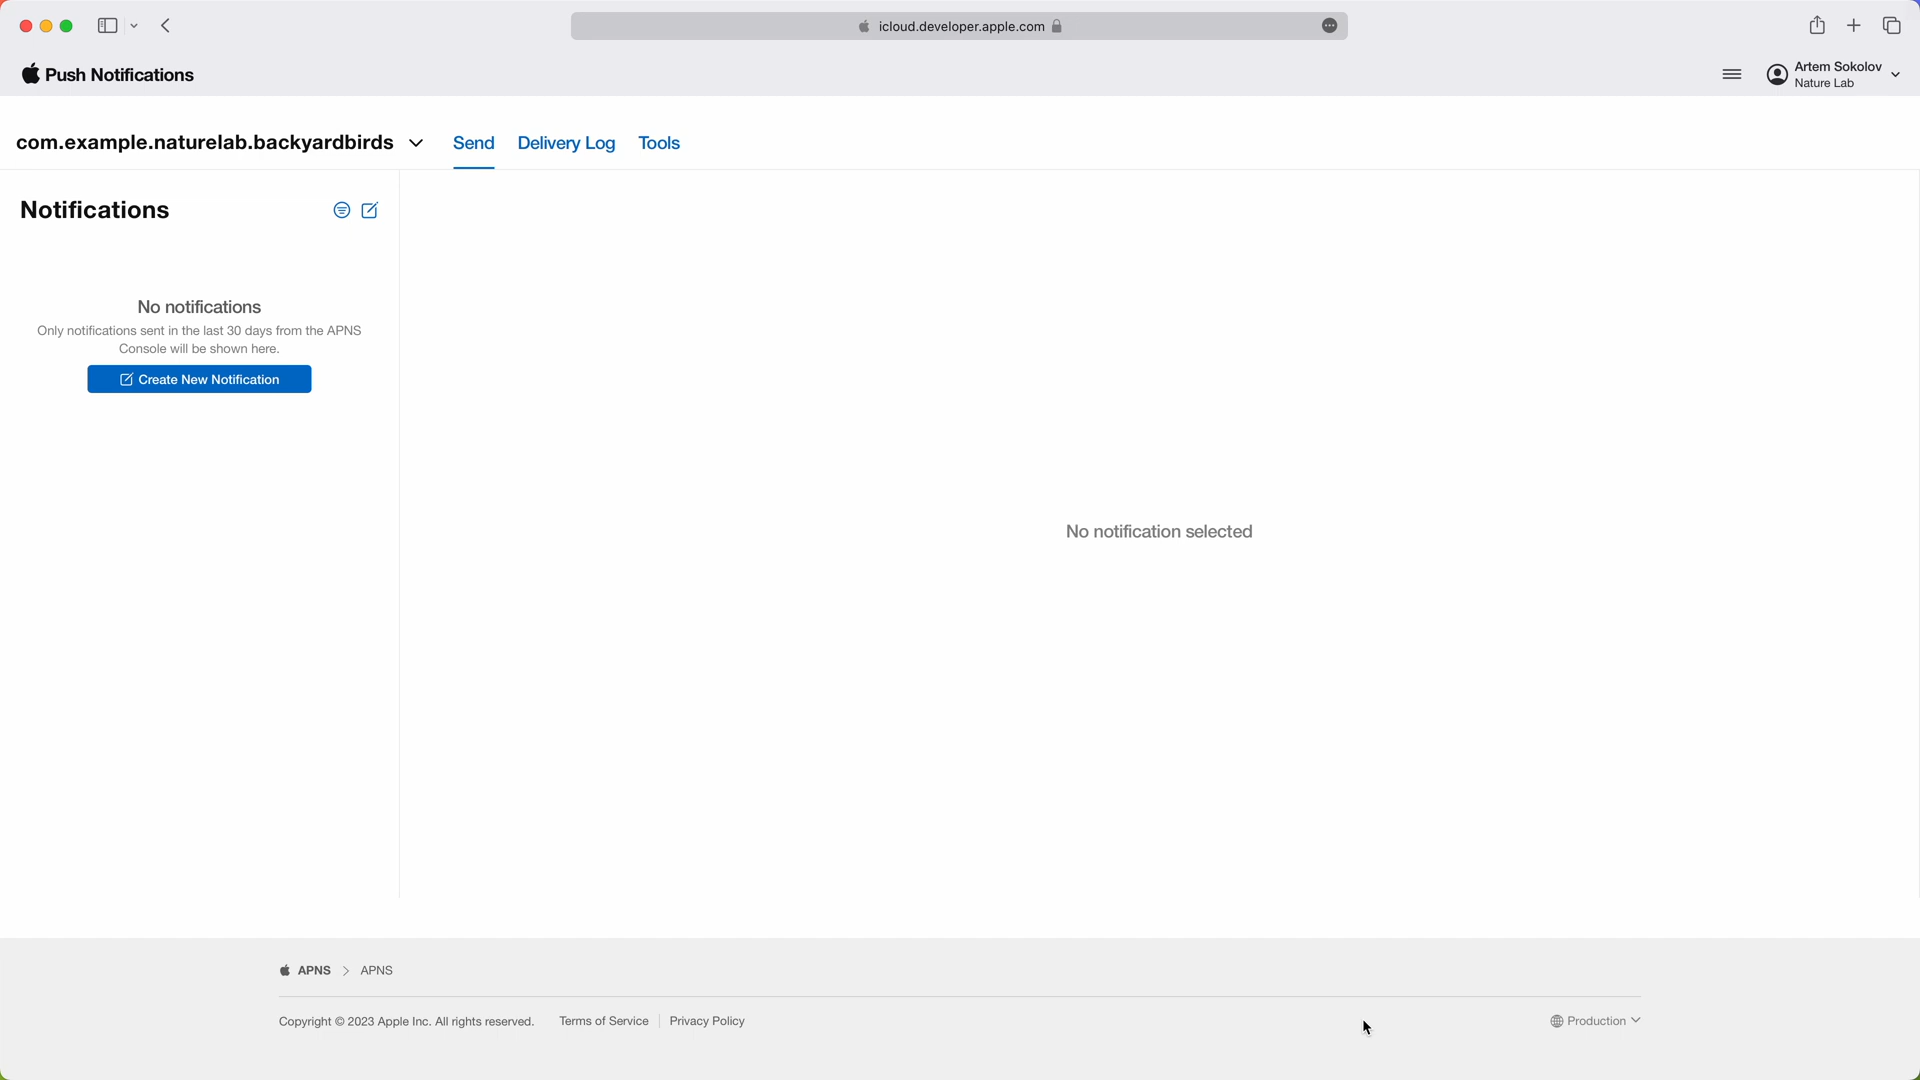 icloud.developer.apple.com
Push Notifications
Artem Sokolov
Nature Lab
com.example.naturelab.backyardbirds
Send
Delivery Log
Tools
Notifications
No notifications
Only notifications sent in the last 30 days from the APNS
Console will be shown here.
Create New Notification
No notification selected
APNS
APNS
Copyright © 2023 Apple Inc. All rights reserved.
Terms of Service
Privacy Policy
Production